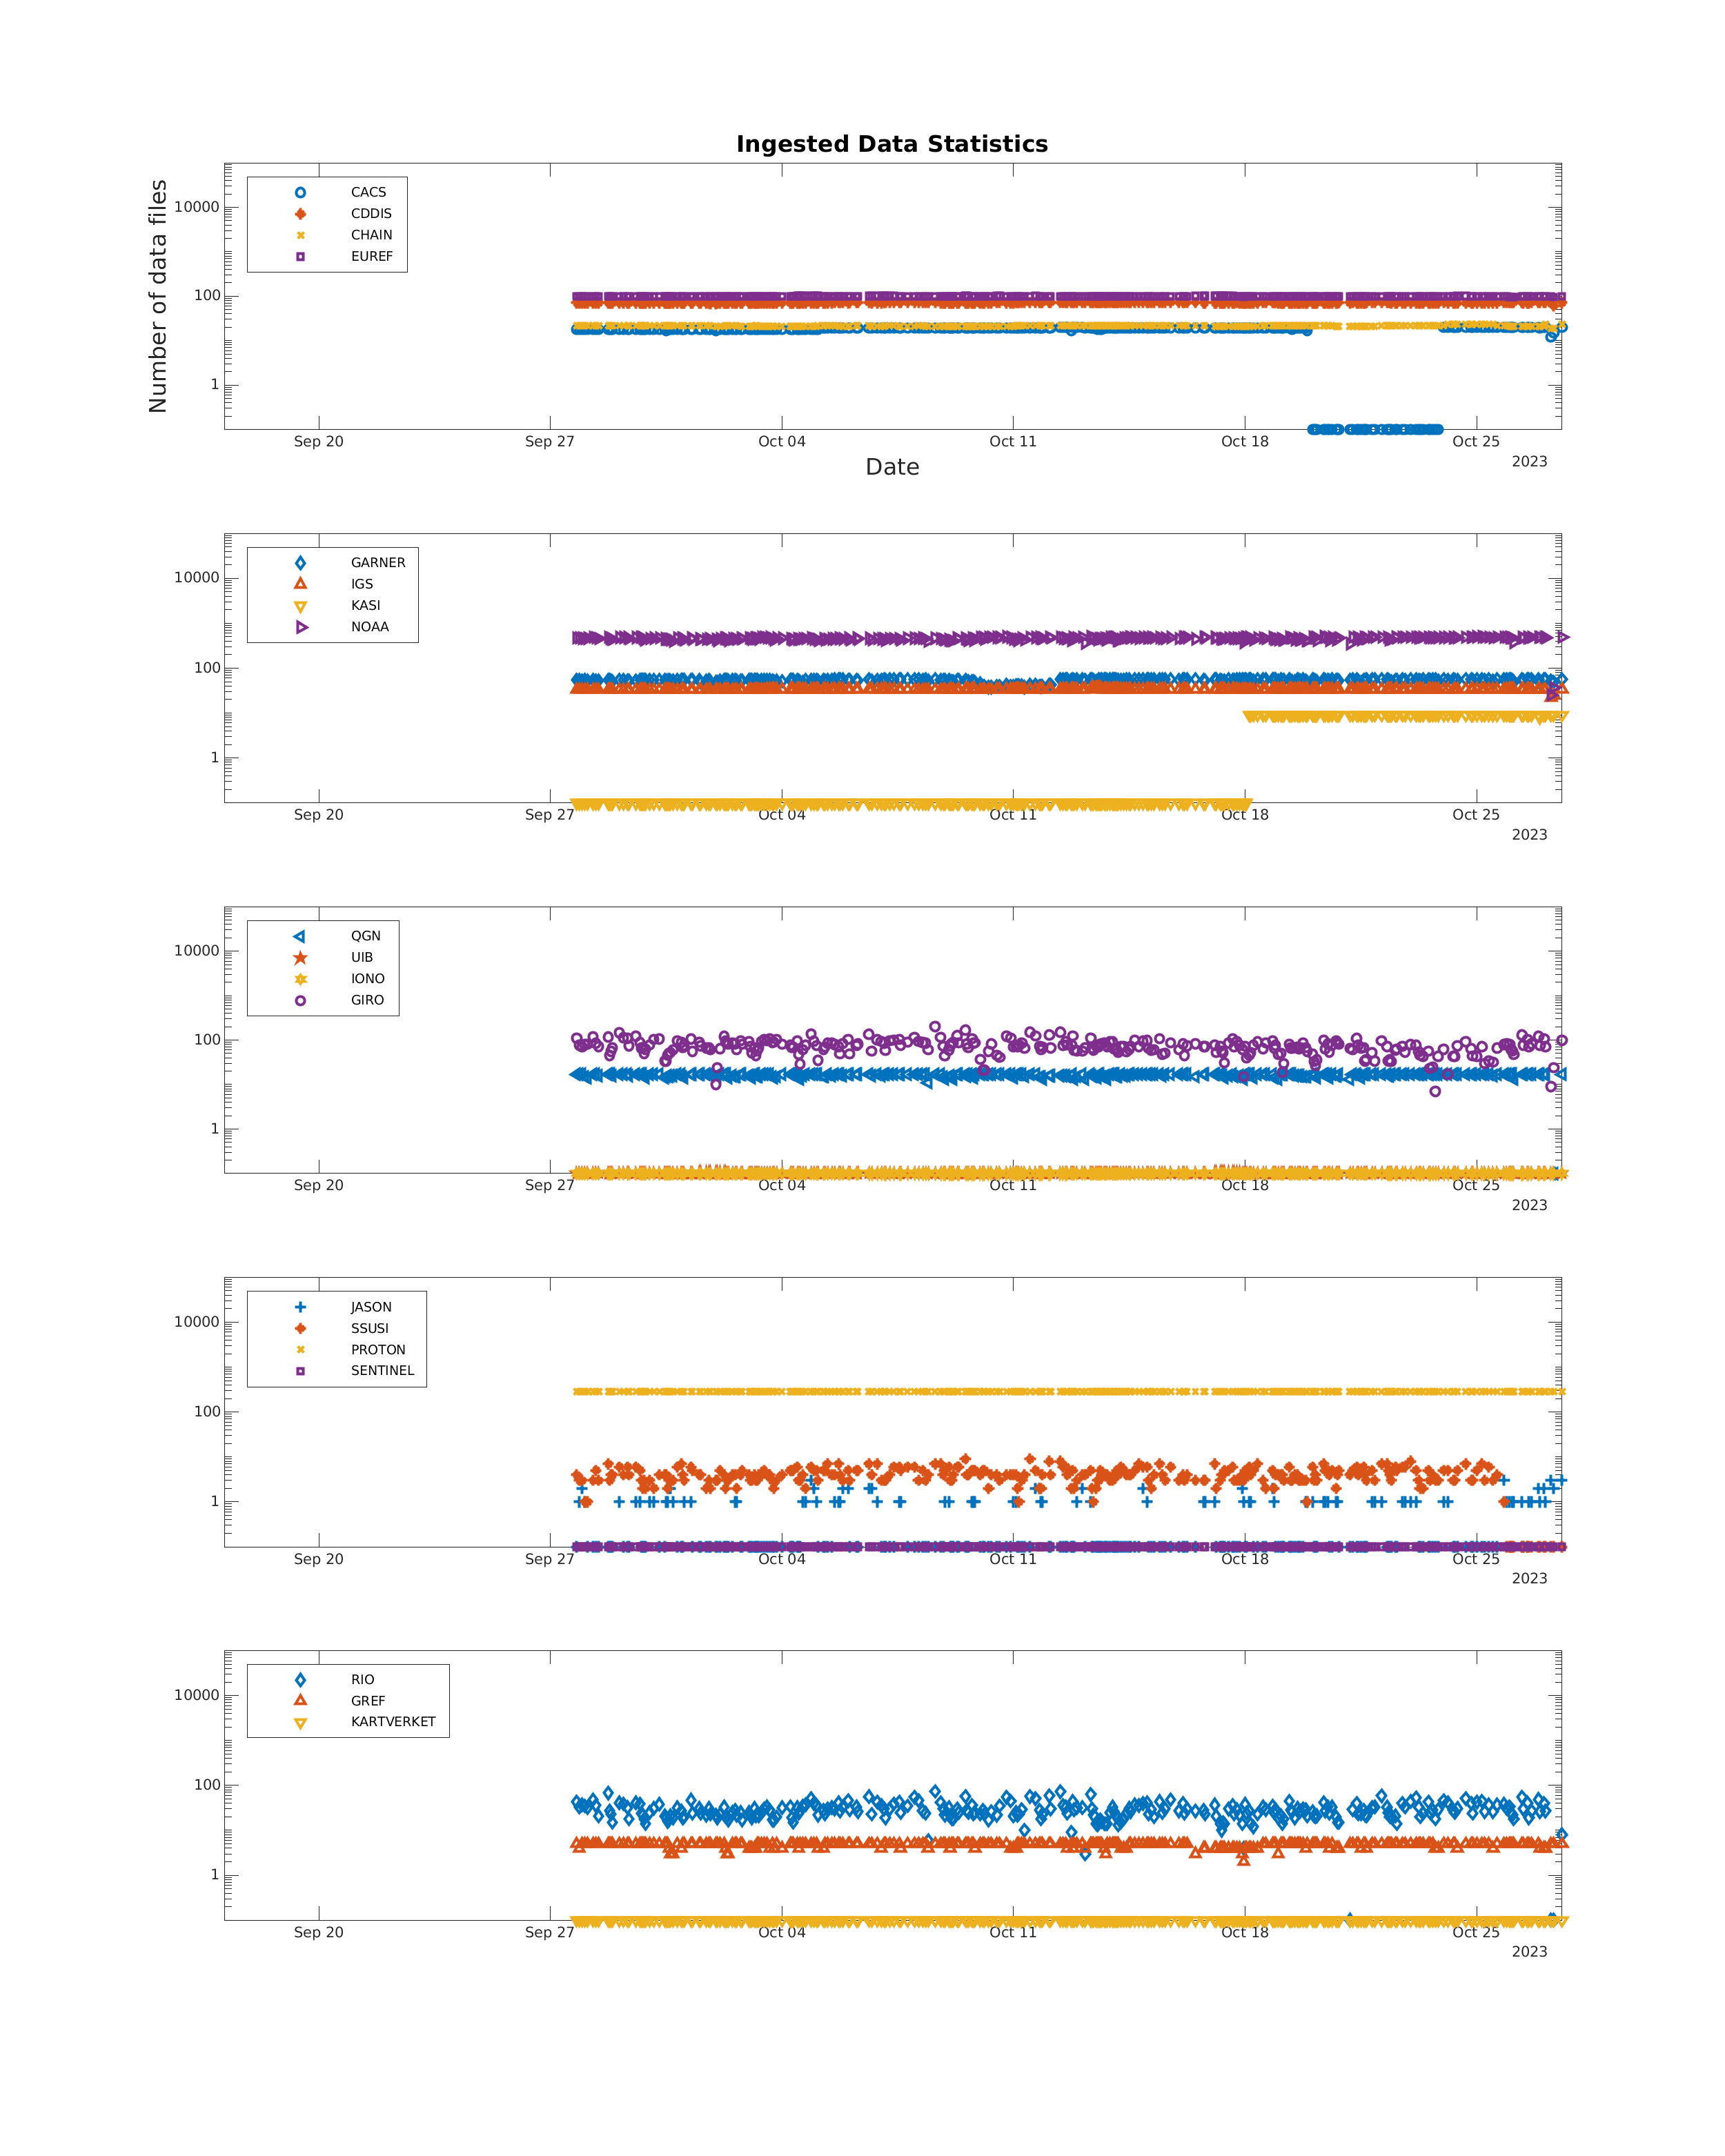 Ingested Data Statistics
Number of data files
CACS
CDDIS
CHAIN
EUREF
10000
100
1
Sep 20 Sep 27 Oct 04 Oct 11 Oct 18 Oct 25
2023
Date
GARNER
IGS
KASI
NOAA
10000
100
1
Sep 20 Sep 27 Oct 04 Oct 11 Oct 18 Oct 25
2023
QGN
UIB
IONO
GIRO
10000
100
1
Sep 20 Sep 27 Oct 04 Oct 11 Oct 18 Oct 25
2023
JASON
SSUSI
PROTON
SENTINEL
10000
100
1
Sep 20 Sep 27 Oct 04 Oct 11 Oct 18 Oct 25
2023
RIO
GREF
KARTVERKET
10000
100
1
Sep 20 Sep 27 Oct 04 Oct 11 Oct 18 Oct 25
2023